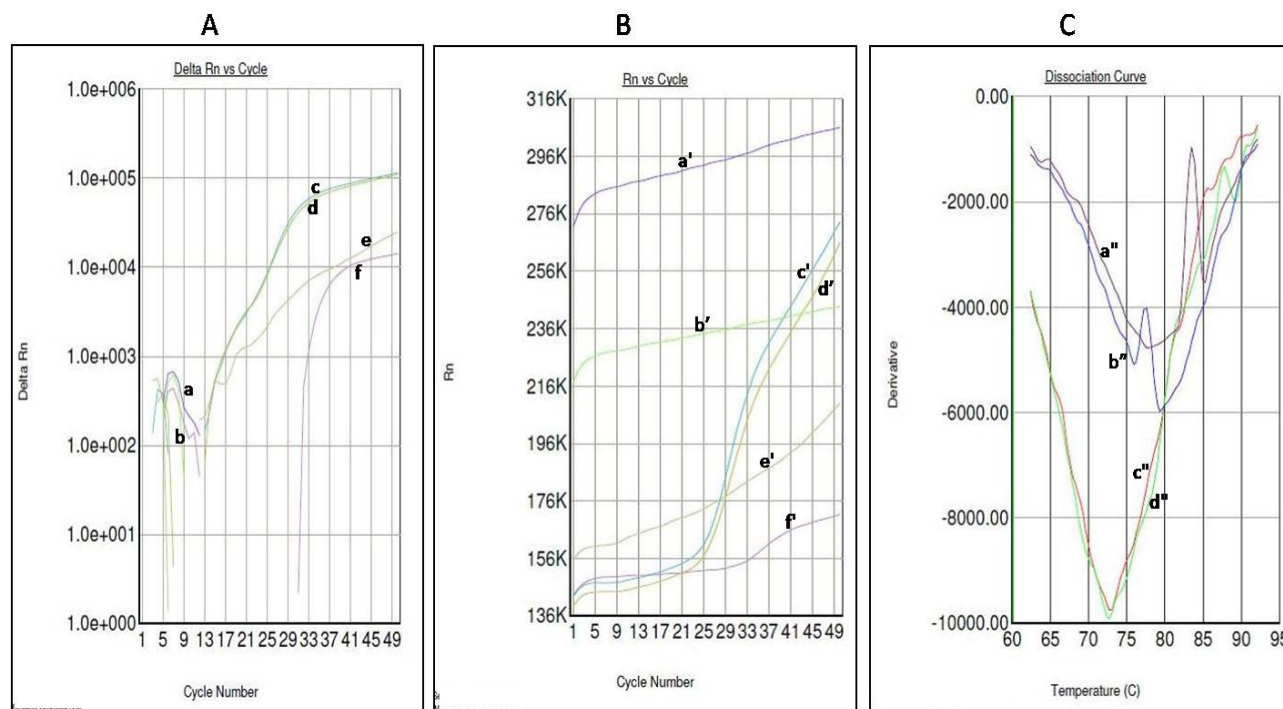 A
B
C
Delta Rn vs Cycle
1.0e+006
1.0e+005
1.0e+004
1.0e+003
1.0e+002
1.0e+001
1.0e+000
Delta Rn
c
d
e
f
a
b
1 5 9 13 17 21 25 29 33 37 41 45 49
Cycle Number
Rn vs Cycle
316K
296K
276K
256K
236K
216K
196K
176K
156K
136K
Rn
a'
b'
c'
d'
e'
f'
1 5 9 13 17 21 25 29 33 37 41 45 49
Cycle Number
Dissociation Curve
0.00
-2000.00
-4000.00
-6000.00
-8000.00
-10000.00
Derivative
a"
b"
c"
d"
60 65 70 75 80 85 90 95
Temperature (C)